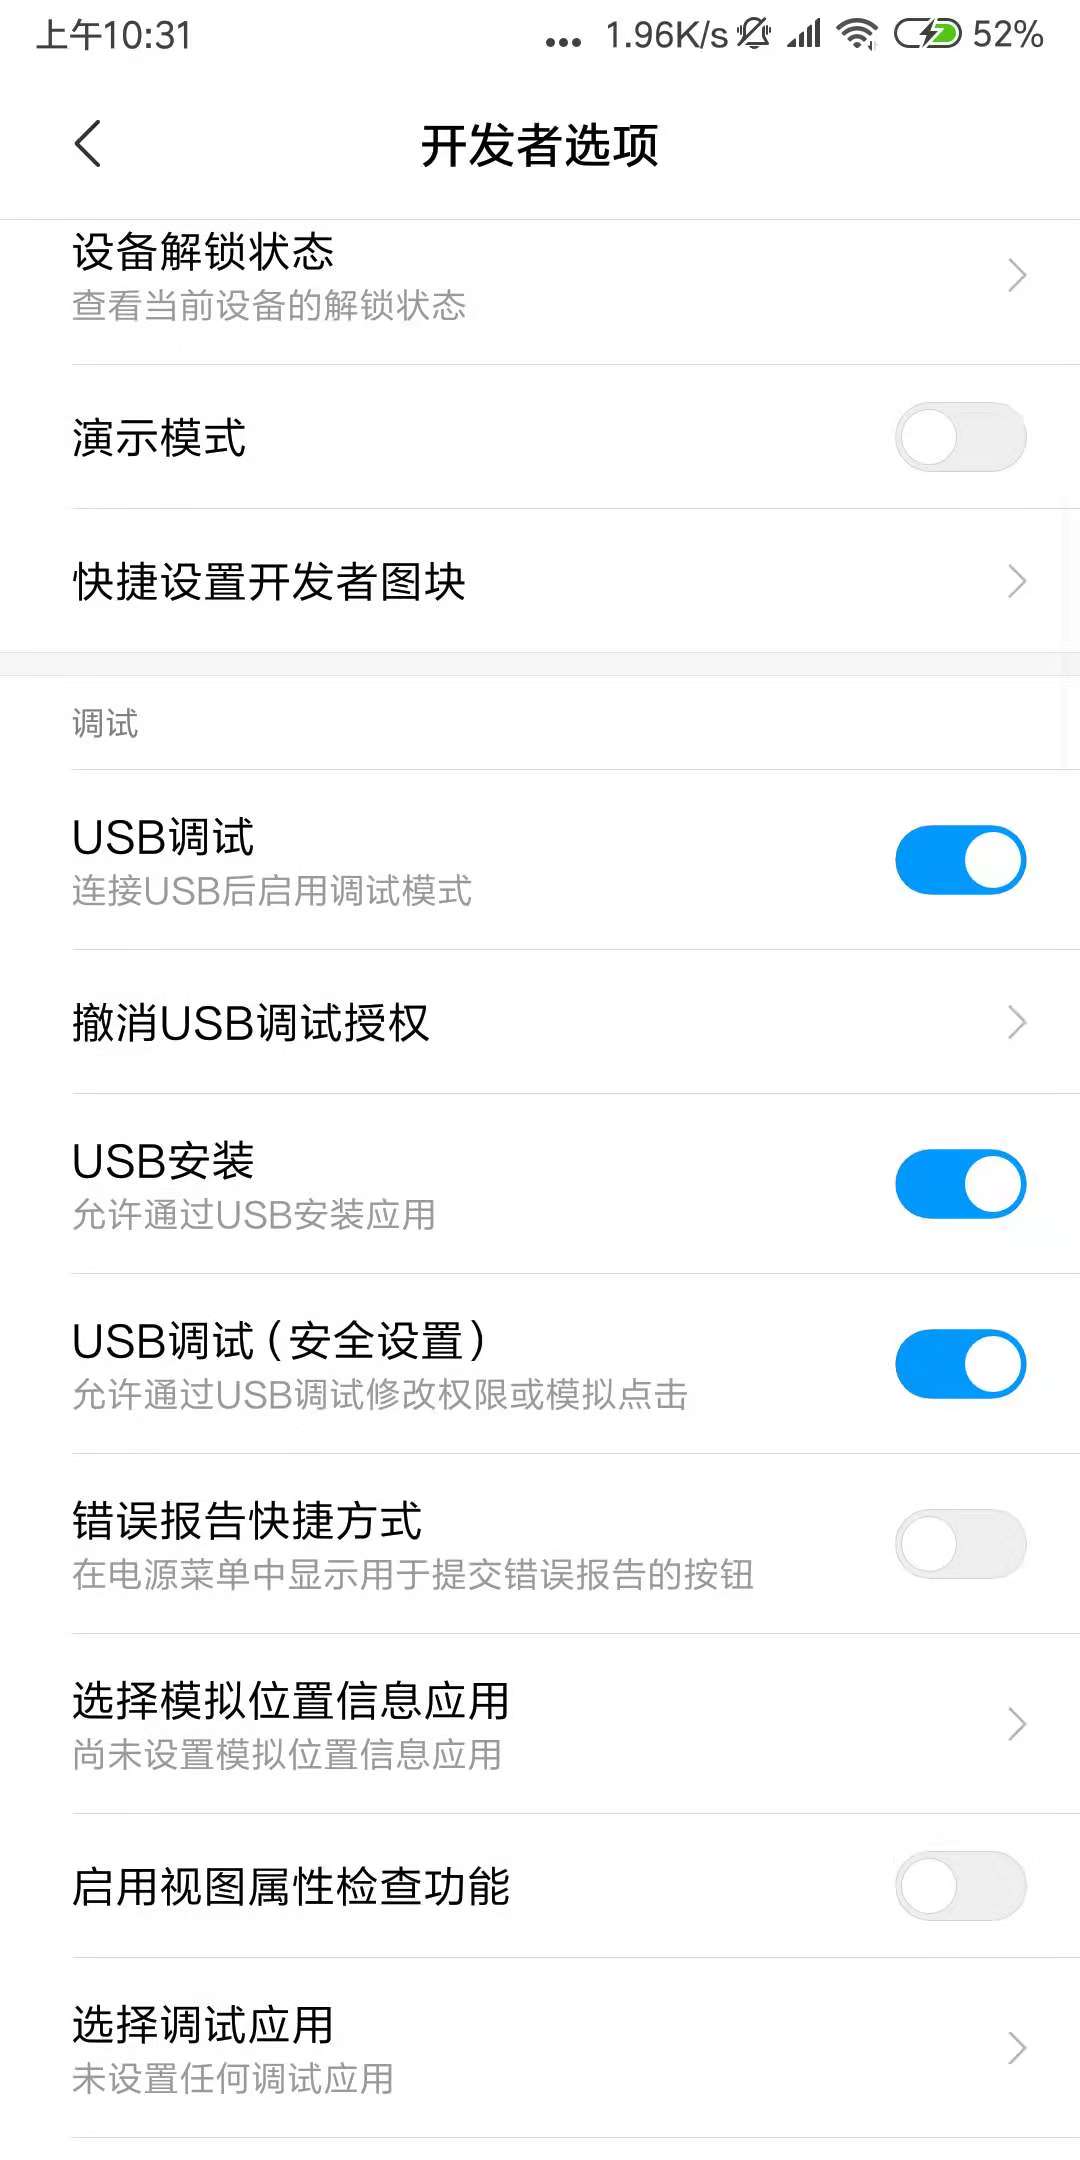 上午10:31
... 1.96K/s 52%
开发者选项
设备解锁状态
查看当前设备的解锁状态
演示模式
快捷设置开发者图块
调试
USB调试
连接USB后启用调试模式
撤消USB调试授权
USB安装
允许通过USB安装应用
USB调试（安全设置）
允许通过USB调试修改权限或模拟点击
错误报告快捷方式
在电源菜单中显示用于提交错误报告的按钮
选择模拟位置信息应用
尚未设置模拟位置信息应用
启用视图属性检查功能
选择调试应用
未设置任何调试应用